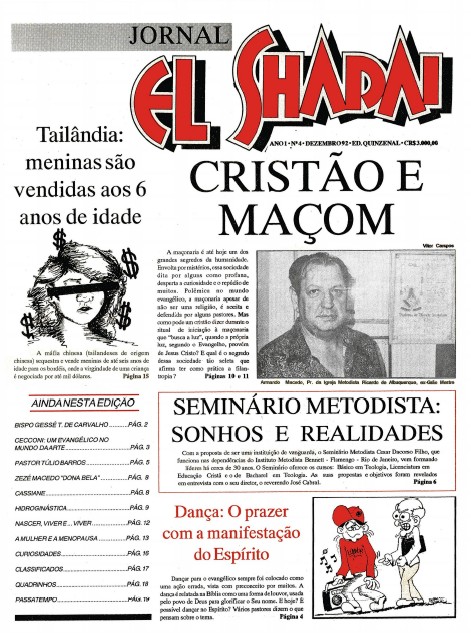 JORNAL
EL SHADAI
ANO 1 • Nº 4 • DEZEMBRO 92 • ED. QUINZENAL • CR$ 3.000,00
Tailândia:
meninas são
vendidas aos 6
anos de idade
A máfia chinesa (tailandeses de origem
chinesa) sequestra e vende meninas de até seis anos de
idade para os bordéis, onde a virgindade de uma criança
é negociada por até mil dólares. Página 15
CRISTÃO E
MAÇOM
Vitor Campos
A maçonaria é até hoje um dos
grandes segredos da humanidade.
Envolta por mistérios, essa sociedade
dita por alguns como profana,
desperta a curiosidade e o repúdio de
muitos. Polêmica no mundo
evangélico, a maçonaria apesar de
não ser uma religião, é aceita e
defendida por alguns pastores. Mas
como pode um cristão dizer durante o
ritual de iniciação à maçonaria
que "busca a luz", quando a própria
luz, segundo o Evangelho, provém
de Jesus Cristo? E qual é o segredo
dessa sociedade tão seleta que
afirma ter como prática a filan-
tropia? Páginas 10 e 11
Armando Macedo, Pr. da Igreja Metodista Ricardo de Albuquerque, ex-Grão Mestre
AINDA NESTA EDIÇÃO
BISPO GESSÉ T. DE CARVALHO ....PÁG. 2
CECCONI: UM EVANGÉLICO NO
MUNDO DA ARTE ....PÁG. 3
PASTOR TÚLIO BARROS ....PÁG. 5
ZEZÉ MACEDO "DONA BELA" ....PÁG. 8
CASSIANE ....PÁG. 8
HIDROGINÁSTICA ....PÁG. 9
NASCER, VIVER E ... VIVER ....PÁG. 12
A MULHER E A MENOPAUSA ....PÁG. 13
CURIOSIDADES ....PÁG. 16
CLASSIFICADOS ....PÁG. 17
QUADRINHOS ....PÁG. 18
PASSATEMPO ....PÁG. 19
SEMINÁRIO METODISTA:
SONHOS E REALIDADES
Com a proposta de ser uma instituição de vanguarda, o Seminário Metodista Cesar Dacorso Filho, que
funciona nas dependências do Instituto Metodista Bennett - Flamengo - Rio de Janeiro, vem formando
líderes há cerca de 30 anos. O Seminário oferece os cursos: Básico em Teologia, Licenciatura em
Educação Cristã e o de Bacharel em Teologia. As suas propostas e objetivos foram revelados
em entrevista com o seu diretor, o reverendo José Cabral. Página 6
Dança: O prazer
com a manifestação
do Espírito
Dançar para o evangélico sempre foi colocado como
uma ação errada, vista com preconceito por muitos. A
dança é relatada na Bíblia como uma forma de louvor, usada
pelo povo de Deus para glorificar o Seu nome. E hoje? É
possível dançar no Espírito? Vários pastores dizem o que
pensam sobre o tema. Página 4